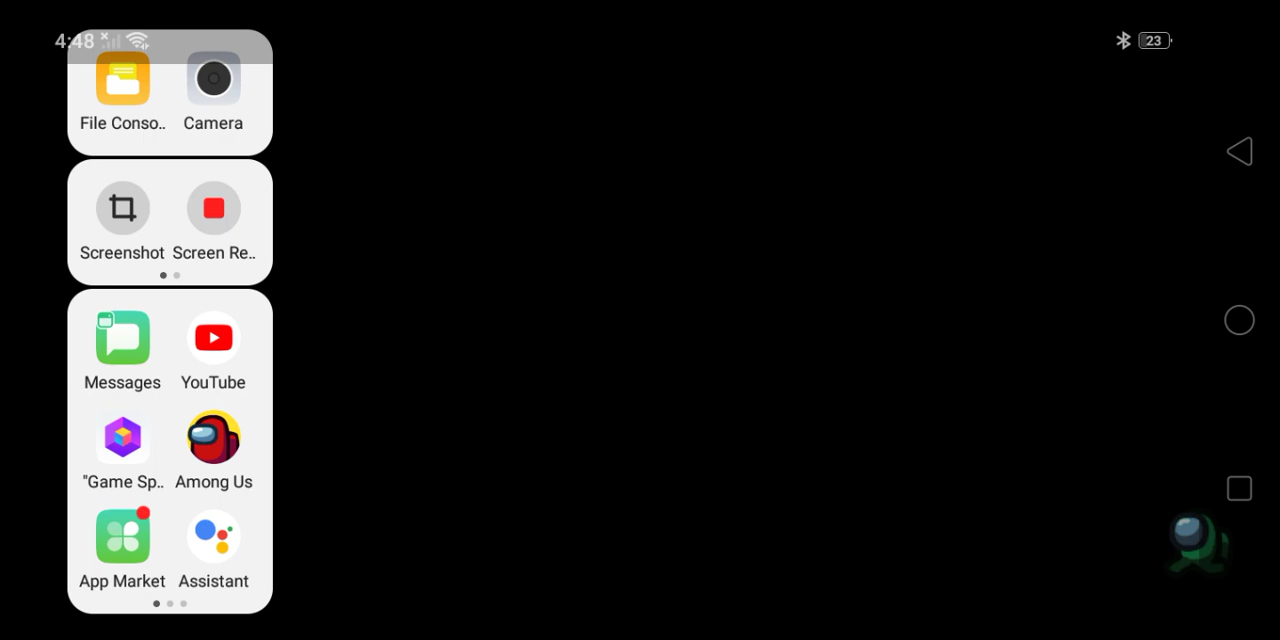 4:48
23
File Conso..
Camera
Screenshot
Screen Re..
Messages
YouTube
"Game Sp..
Among Us
App Market
Assistant